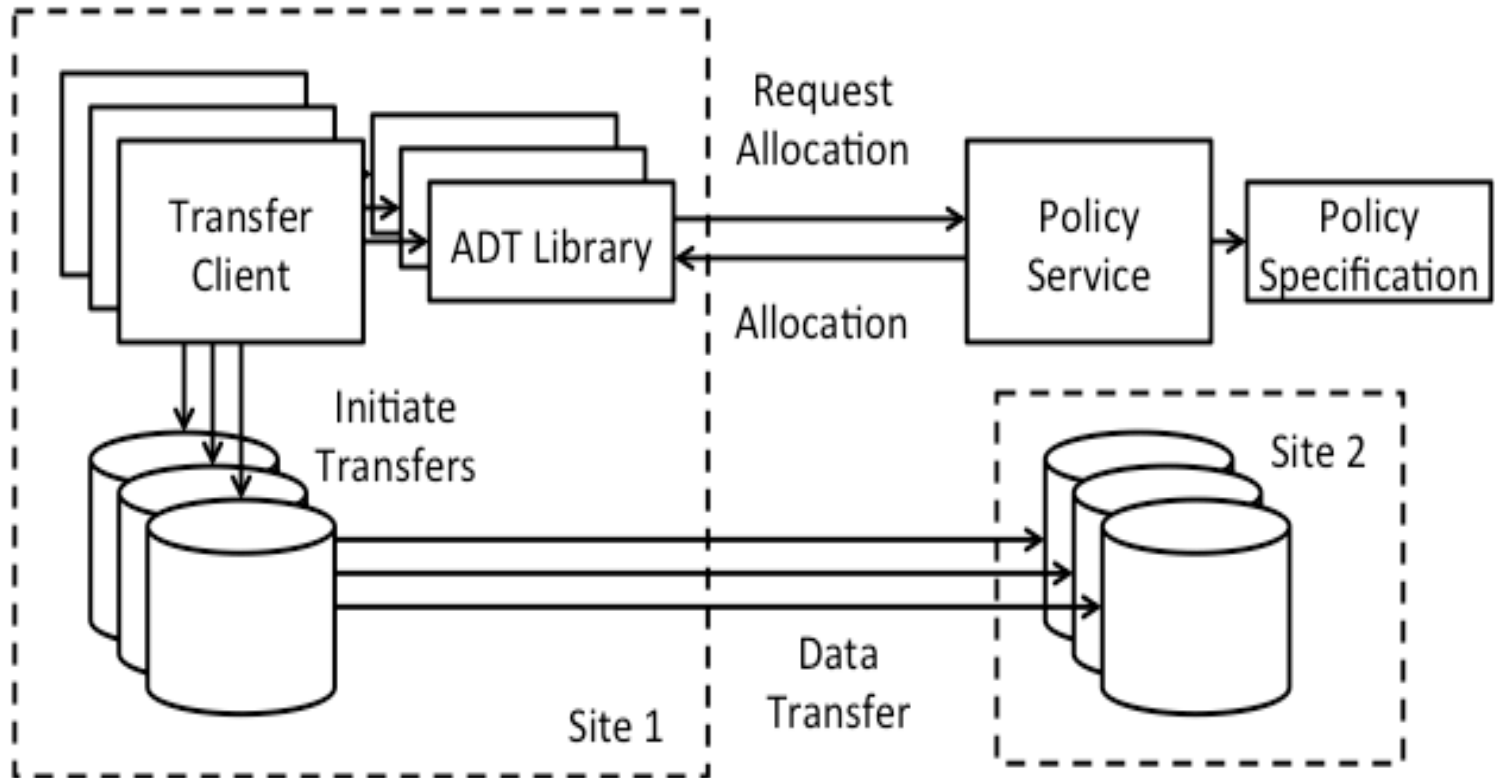 Request
Allocation
Transfer
Client
ADT Library
Policy
Service
Policy
Specification
Allocation
Initiate
Transfers
Site 2
Data
Transfer
Site 1